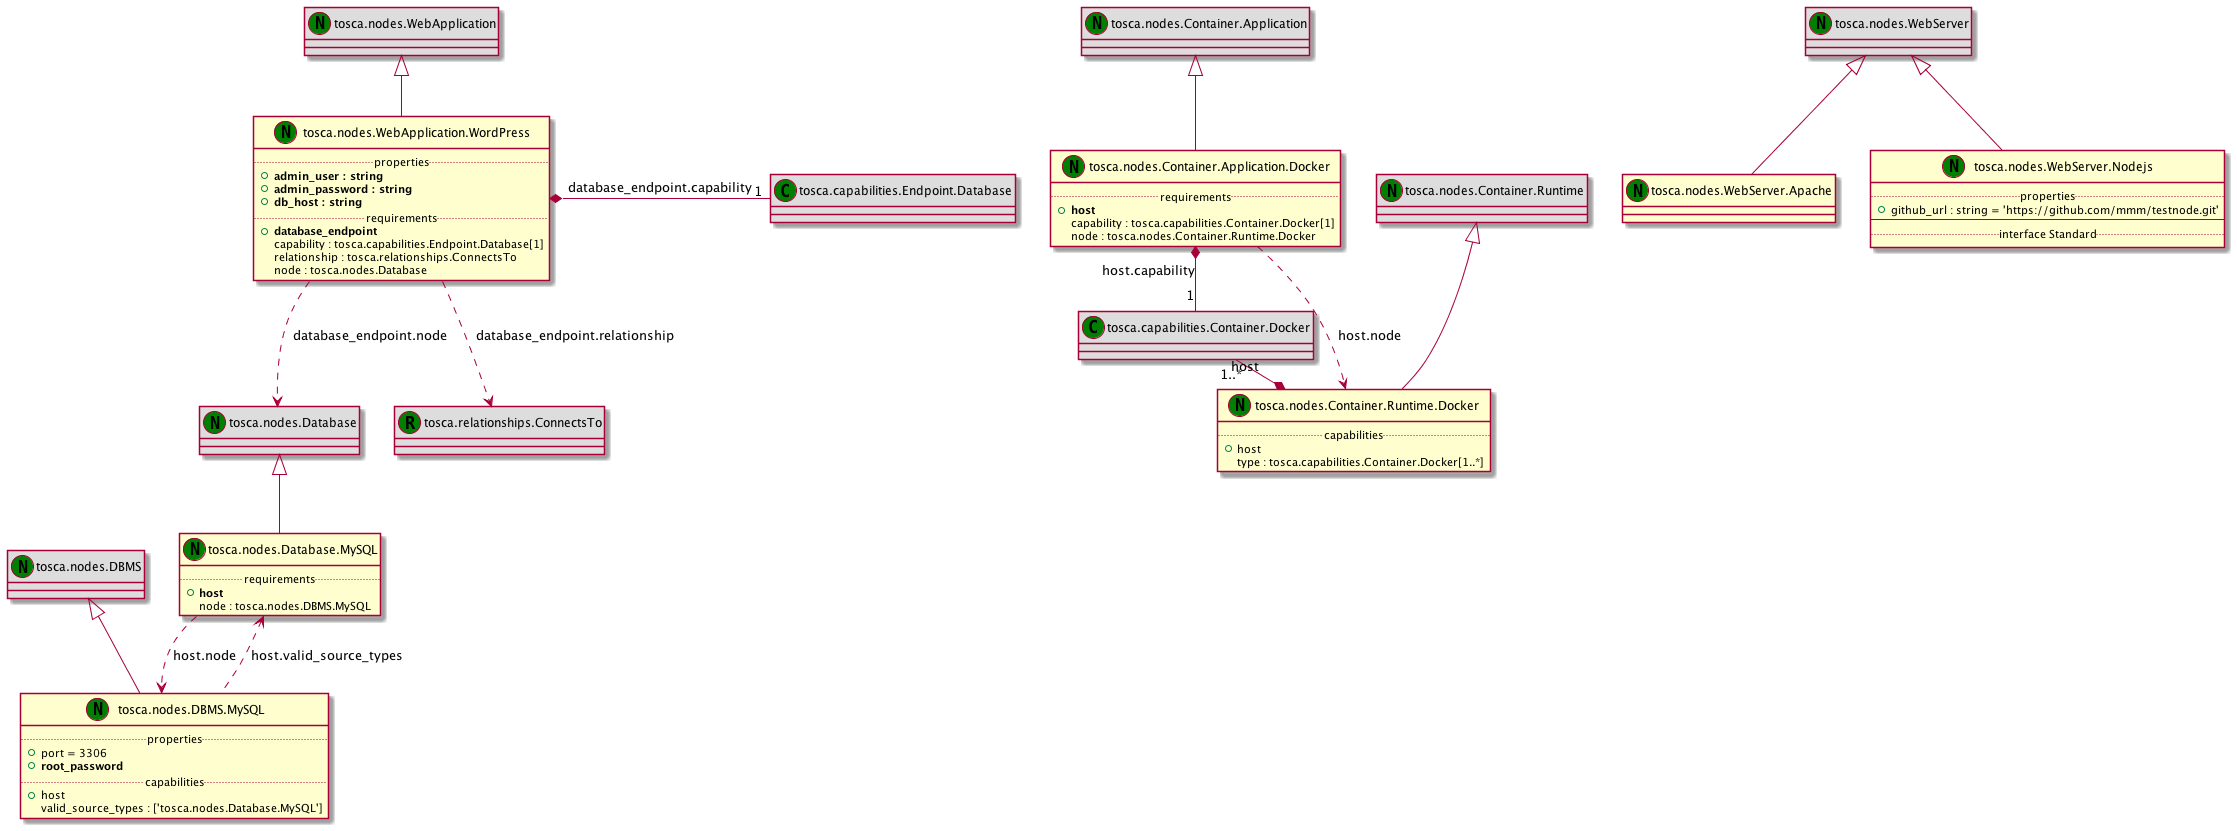 N tosca.nodes.WebApplication
N tosca.nodes.WebApplication.WordPress
properties
admin_user : string
admin_password : string
db_host : string
requirements
database_endpoint
capability : tosca.capabilities.Endpoint.Database[1]
relationship : tosca.relationships.ConnectsTo
node : tosca.nodes.Database
database_endpoint.capability
1
C tosca.capabilities.Endpoint.Database
database_endpoint.node
database_endpoint.relationship
N tosca.nodes.Database
R tosca.relationships.ConnectsTo
N tosca.nodes.DBMS
N tosca.nodes.Database.MySQL
requirements
host
node : tosca.nodes.DBMS.MySQL
host.node
host.valid_source_types
N tosca.nodes.DBMS.MySQL
properties
port = 3306
root_password
capabilities
host
valid_source_types : ['tosca.nodes.Database.MySQL']
N tosca.nodes.Container.Application
N tosca.nodes.Container.Application.Docker
requirements
host
capability : tosca.capabilities.Container.Docker[1]
node : tosca.nodes.Container.Runtime.Docker
N tosca.nodes.Container.Runtime
host.capability
1
C tosca.capabilities.Container.Docker
host.node
host
1..*
N tosca.nodes.Container.Runtime.Docker
capabilities
host
type : tosca.capabilities.Container.Docker[1..*]
N tosca.nodes.WebServer
N tosca.nodes.WebServer.Apache
N tosca.nodes.WebServer.Nodejs
properties
github_url : string = 'https://github.com/mmm/testnode.git'
interface Standard